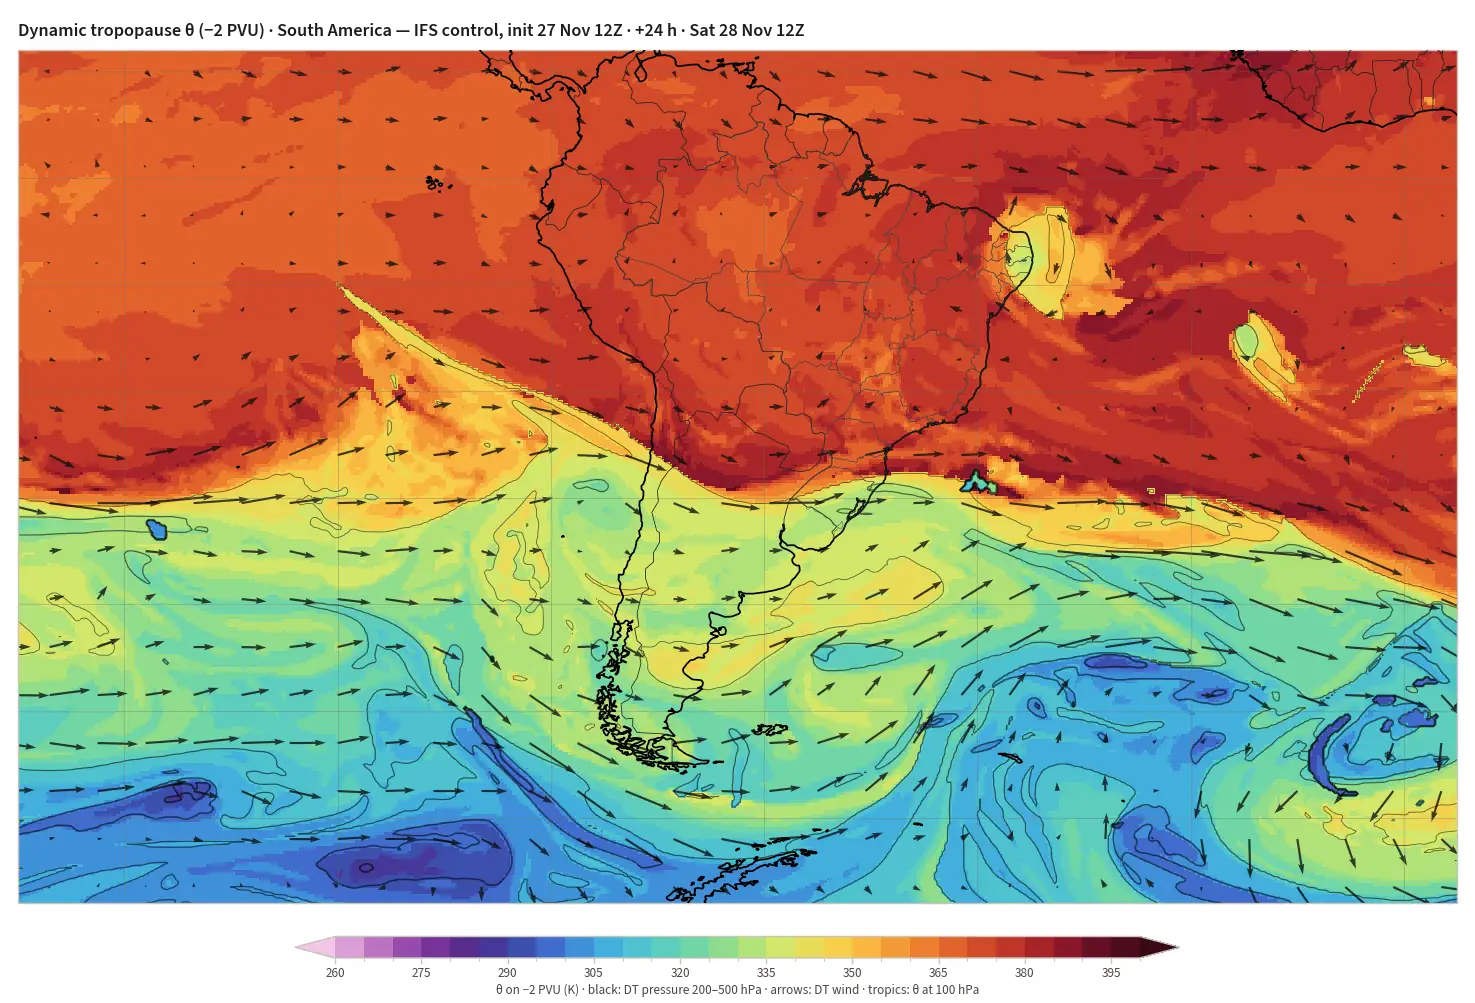 Dynamic tropopause θ (−2 PVU) · South America — IFS control, init 27 Nov 12Z · +24 h · Sat 28 Nov 12Z
260 275 290 305 320 335 350 365 380 395
θ on −2 PVU (K) · black: DT pressure 200–500 hPa · arrows: DT wind · tropics: θ at 100 hPa